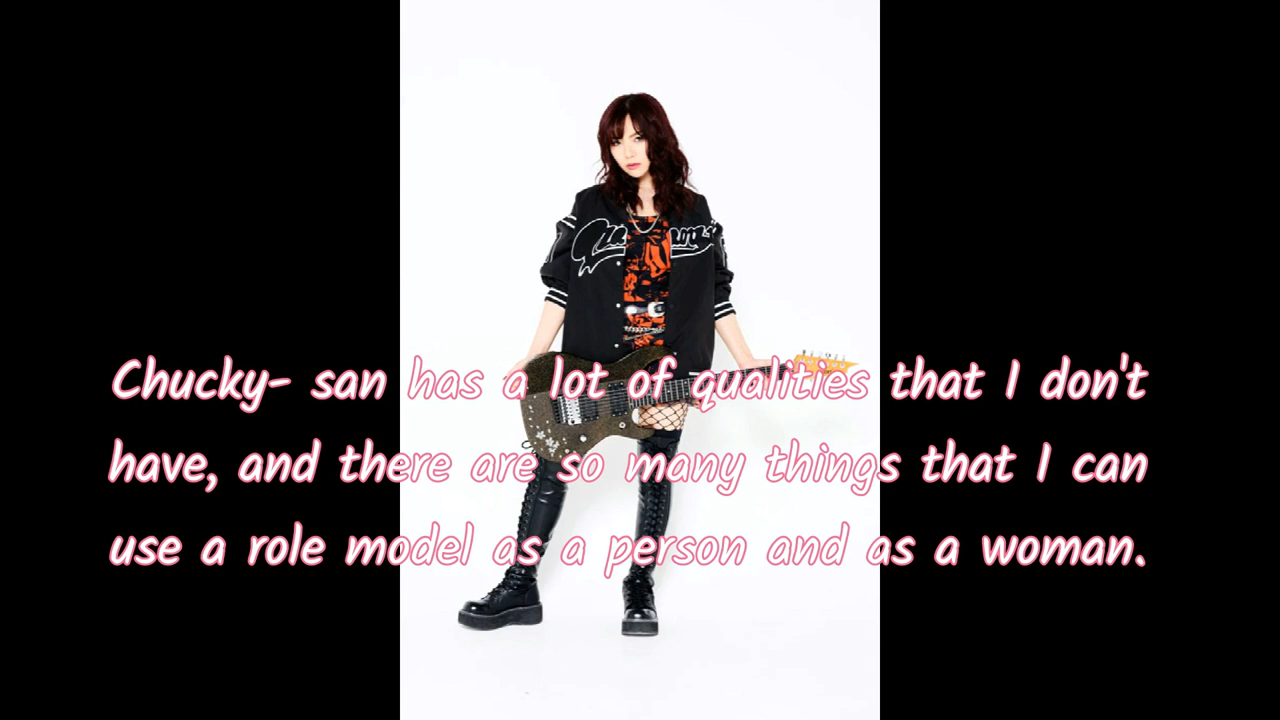 Chucky- san has a lot of qualities that I don't
have, and there are so many things that I can
use a role model as a person and as a woman.